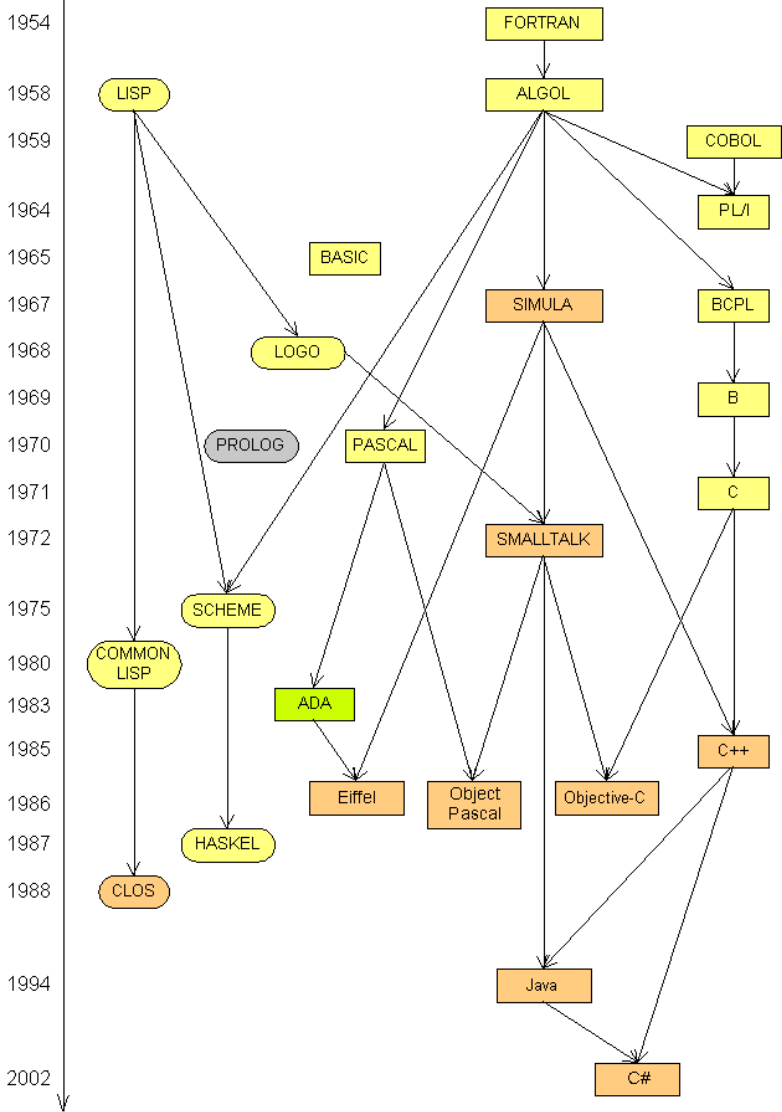 1954
FORTRAN
1958
LISP
ALGOL
1959
COBOL
1964
PL/I
1965
BASIC
1967
SIMULA
BCPL
1968
LOGO
1969
B
1970
PROLOG
PASCAL
1971
C
1972
SMALLTALK
1975
SCHEME
1980
COMMON
LISP
1983
ADA
1985
C++
1986
Eiffel
Object
Pascal
Objective-C
1987
HASKEL
1988
CLOS
1994
Java
2002
C#